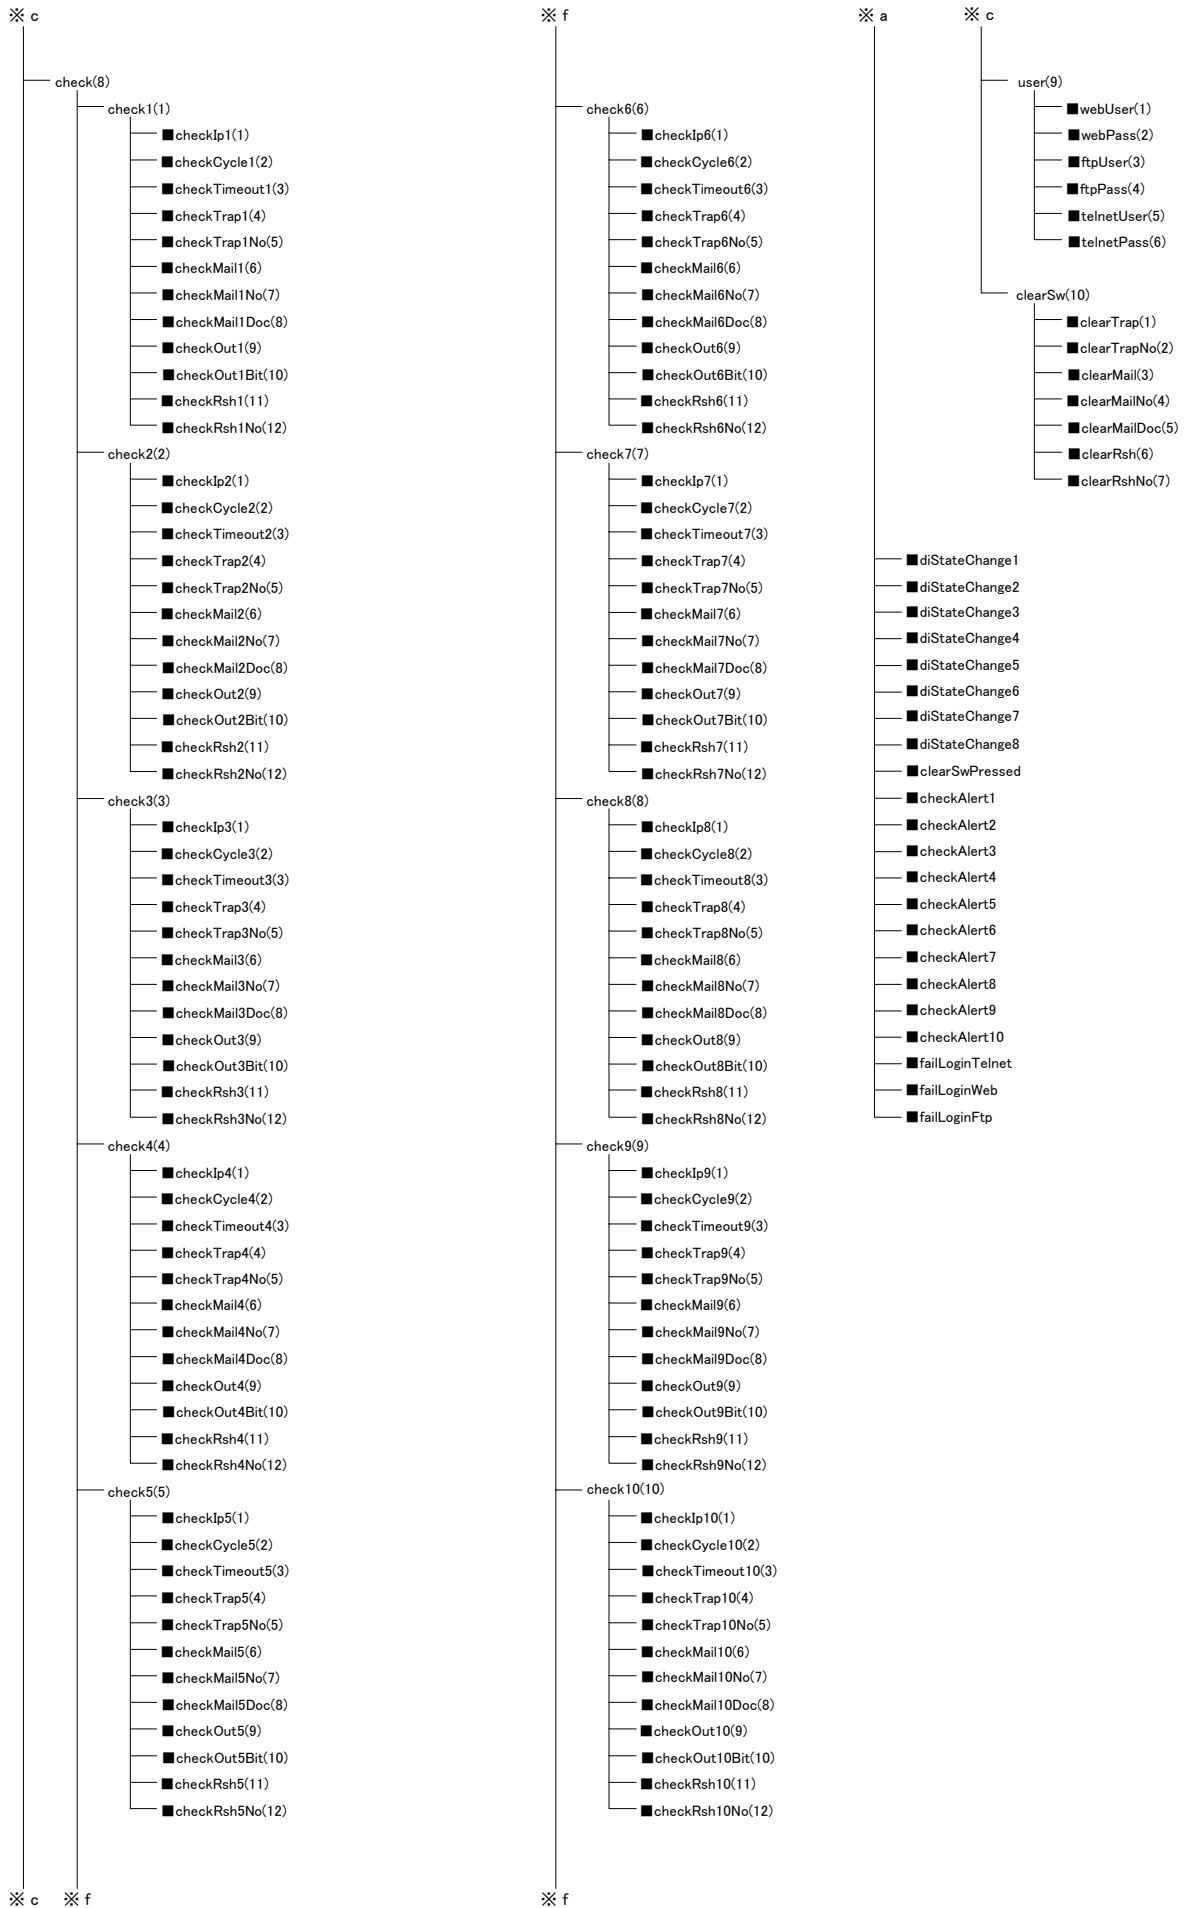 ※ c
check(8)
check1(1)
■checkIp1(1)
■checkCycle1(2)
■checkTimeout1(3)
■checkTrap1(4)
■checkTrap1No(5)
■checkMail1(6)
■checkMail1No(7)
■checkMail1Doc(8)
■checkOut1(9)
■checkOut1Bit(10)
■checkRsh1(11)
■checkRsh1No(12)
check2(2)
■checkIp2(1)
■checkCycle2(2)
■checkTimeout2(3)
■checkTrap2(4)
■checkTrap2No(5)
■checkMail2(6)
■checkMail2No(7)
■checkMail2Doc(8)
■checkOut2(9)
■checkOut2Bit(10)
■checkRsh2(11)
■checkRsh2No(12)
check3(3)
■checkIp3(1)
■checkCycle3(2)
■checkTimeout3(3)
■checkTrap3(4)
■checkTrap3No(5)
■checkMail3(6)
■checkMail3No(7)
■checkMail3Doc(8)
■checkOut3(9)
■checkOut3Bit(10)
■checkRsh3(11)
■checkRsh3No(12)
check4(4)
■checkIp4(1)
■checkCycle4(2)
■checkTimeout4(3)
■checkTrap4(4)
■checkTrap4No(5)
■checkMail4(6)
■checkMail4No(7)
■checkMail4Doc(8)
■checkOut4(9)
■checkOut4Bit(10)
■checkRsh4(11)
■checkRsh4No(12)
check5(5)
■checkIp5(1)
■checkCycle5(2)
■checkTimeout5(3)
■checkTrap5(4)
■checkTrap5No(5)
■checkMail5(6)
■checkMail5No(7)
■checkMail5Doc(8)
■checkOut5(9)
■checkOut5Bit(10)
■checkRsh5(11)
■checkRsh5No(12)
※ c ※ f
※ f
check6(6)
■checkIp6(1)
■checkCycle6(2)
■checkTimeout6(3)
■checkTrap6(4)
■checkTrap6No(5)
■checkMail6(6)
■checkMail6No(7)
■checkMail6Doc(8)
■checkOut6(9)
■checkOut6Bit(10)
■checkRsh6(11)
■checkRsh6No(12)
check7(7)
■checkIp7(1)
■checkCycle7(2)
■checkTimeout7(3)
■checkTrap7(4)
■checkTrap7No(5)
■checkMail7(6)
■checkMail7No(7)
■checkMail7Doc(8)
■checkOut7(9)
■checkOut7Bit(10)
■checkRsh7(11)
■checkRsh7No(12)
check8(8)
■checkIp8(1)
■checkCycle8(2)
■checkTimeout8(3)
■checkTrap8(4)
■checkTrap8No(5)
■checkMail8(6)
■checkMail8No(7)
■checkMail8Doc(8)
■checkOut8(9)
■checkOut8Bit(10)
■checkRsh8(11)
■checkRsh8No(12)
check9(9)
■checkIp9(1)
■checkCycle9(2)
■checkTimeout9(3)
■checkTrap9(4)
■checkTrap9No(5)
■checkMail9(6)
■checkMail9No(7)
■checkMail9Doc(8)
■checkOut9(9)
■checkOut9Bit(10)
■checkRsh9(11)
■checkRsh9No(12)
check10(10)
■checkIp10(1)
■checkCycle10(2)
■checkTimeout10(3)
■checkTrap10(4)
■checkTrap10No(5)
■checkMail10(6)
■checkMail10No(7)
■checkMail10Doc(8)
■checkOut10(9)
■checkOut10Bit(10)
■checkRsh10(11)
■checkRsh10No(12)
※ f
※ a
■diStateChange1
■diStateChange2
■diStateChange3
■diStateChange4
■diStateChange5
■diStateChange6
■diStateChange7
■diStateChange8
■clearSwPressed
■checkAlert1
■checkAlert2
■checkAlert3
■checkAlert4
■checkAlert5
■checkAlert6
■checkAlert7
■checkAlert8
■checkAlert9
■checkAlert10
■failLoginTelnet
■failLoginWeb
■failLoginFtp
※ c
user(9)
■webUser(1)
■webPass(2)
■ftpUser(3)
■ftpPass(4)
■telnetUser(5)
■telnetPass(6)
clearSw(10)
■clearTrap(1)
■clearTrapNo(2)
■clearMail(3)
■clearMailNo(4)
■clearMailDoc(5)
■clearRsh(6)
■clearRshNo(7)